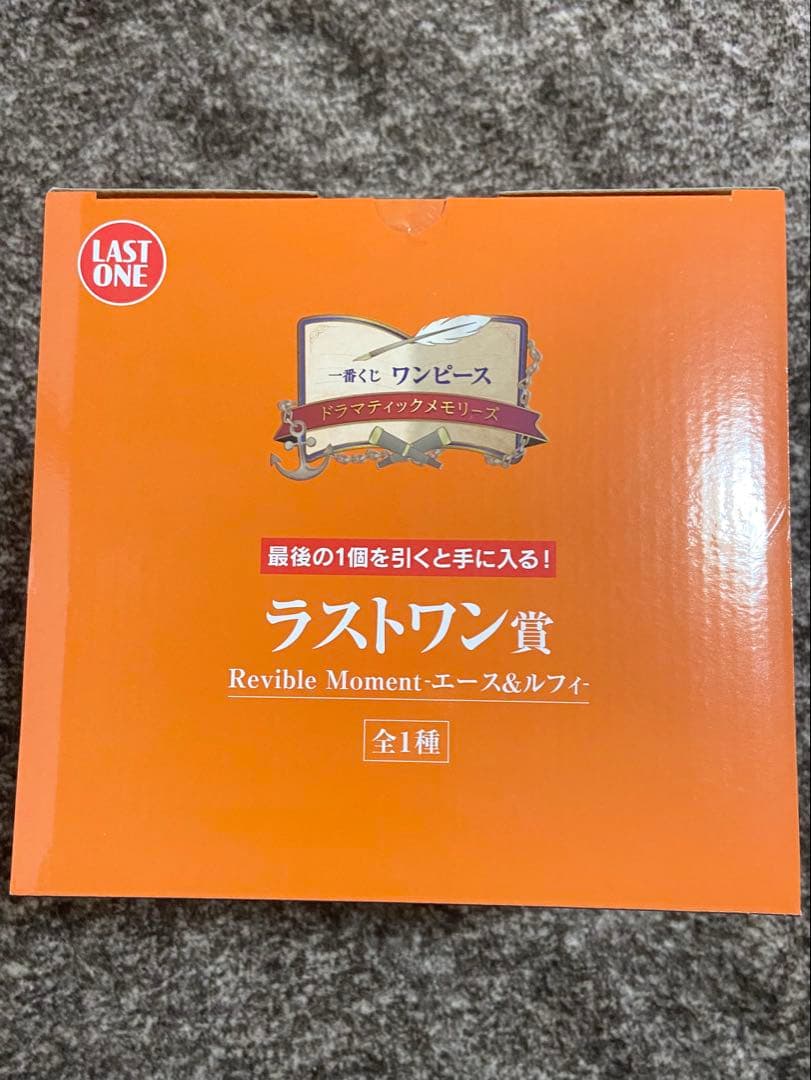 LAST
ONE
一番くじ ワンピース
ドラマティックメモリーズ
最後の1個を引くと手に入る!
ラストワン賞
Revible Moment-エース&ルフィ-
全1種